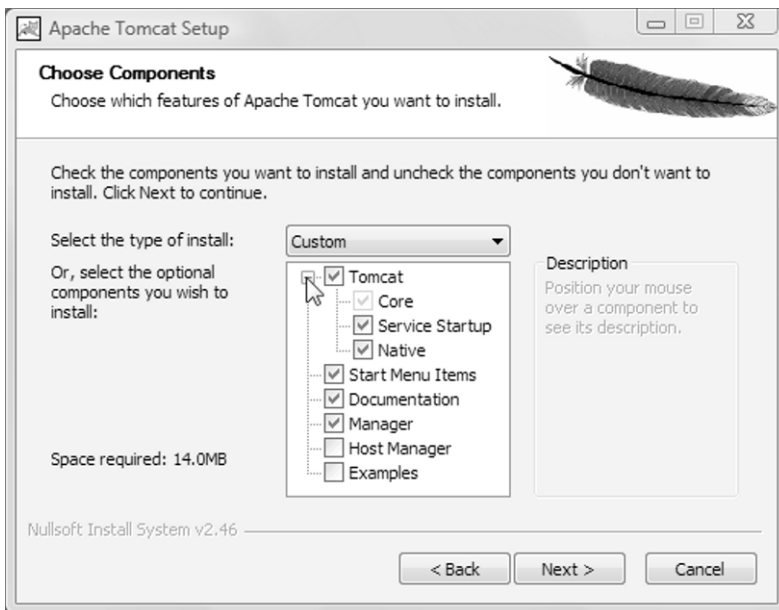 Apache Tomcat Setup
Choose Components
Choose which features of Apache Tomcat you want to install.
Check the components you want to install and uncheck the components you don't want to
install. Click Next to continue.
Select the type of install:
Custom
Or, select the optional
components you wish to
install:
Tomcat
Core
Service Startup
Native
Start Menu Items
Documentation
Manager
Host Manager
Examples
Description
Position your mouse
over a component to
see its description.
Space required: 14.0MB
Nullsoft Install System v2.46
< Back
Next >
Cancel